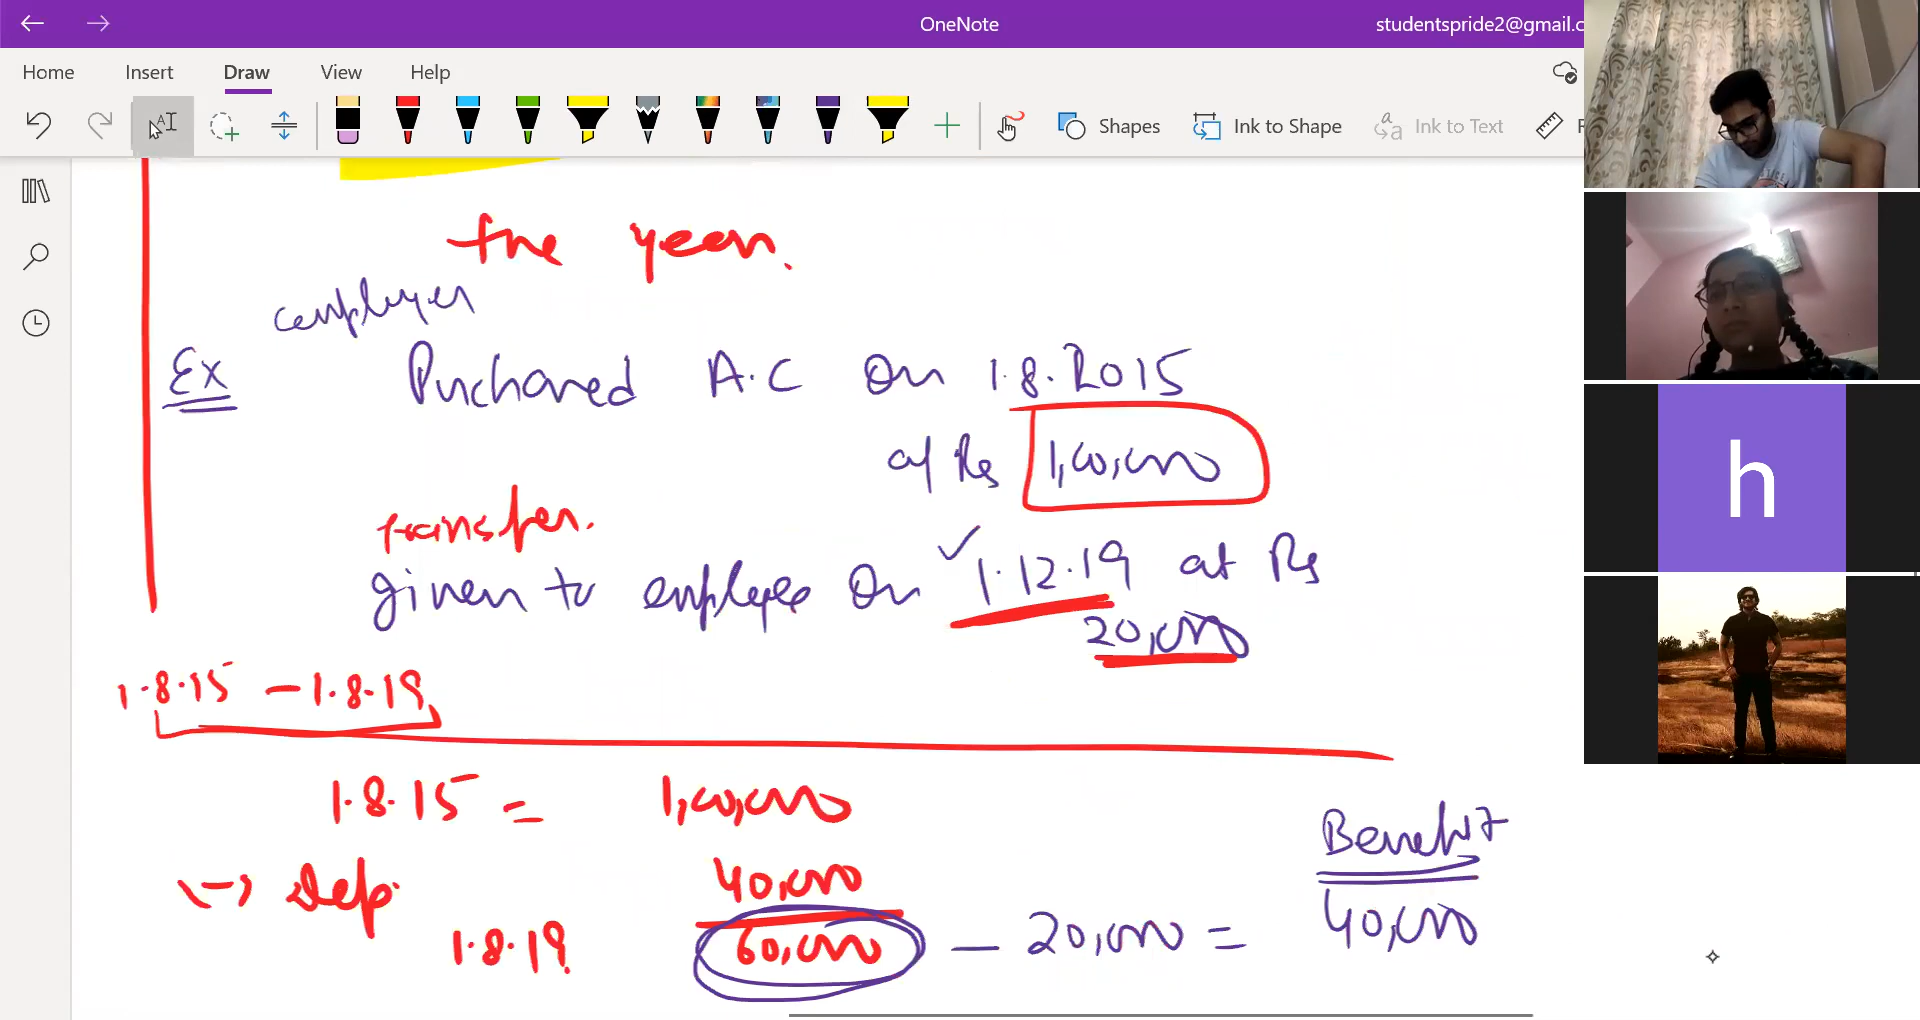 OneNote
studentspride2@gmail.c
Home Insert Draw View Help
Shapes Ink to Shape Ink to Text
the year.
employer
Ex Purchased A.C On 1.8.2015
at Rs 1,00,000
transfer.
given to employee On 1.12.19 at Rs
20,000
1.8.15 - 1.8.19
1.8.15 = 1,00,000
Benefit
(-) dep. 40,000
1.8.19 60,000 - 20,000 = 40,000
h